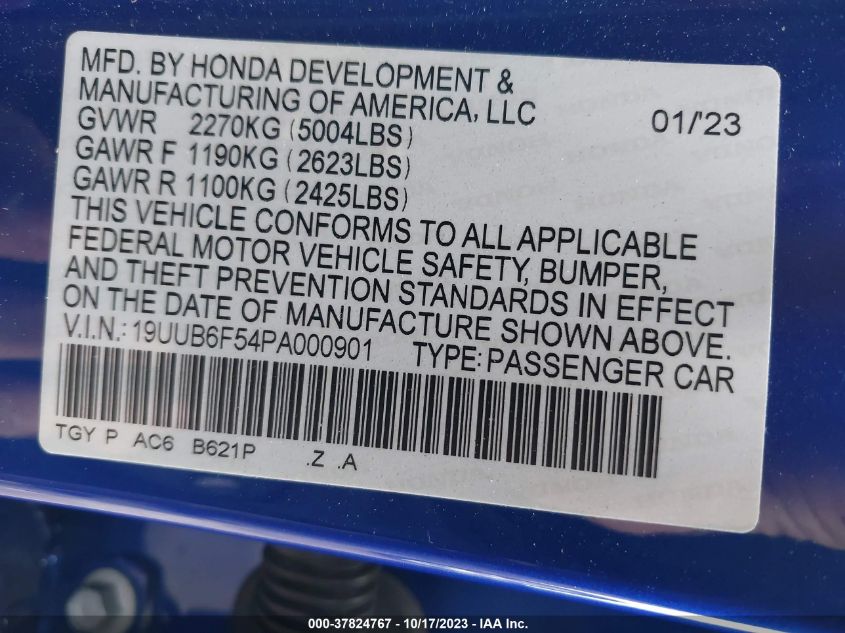 MFD. BY HONDA DEVELOPMENT &
MANUFACTURING OF AMERICA, LLC
GVWR 2270KG (5004LBS) 01/'23
GAWR F 1190KG (2623LBS)
GAWR R 1100KG (2425LBS)
THIS VEHICLE CONFORMS TO ALL APPLICABLE
FEDERAL MOTOR VEHICLE SAFETY, BUMPER,
AND THEFT PREVENTION STANDARDS IN EFFECT
ON THE DATE OF MANUFACTURE SHOWN ABOVE.
V.I.N.: 19UUB6F54PA000901 TYPE: PASSENGER CAR
TGY P AC6 B621P .Z .A
000-37824767 | 10/17/2023 | IAA Inc.